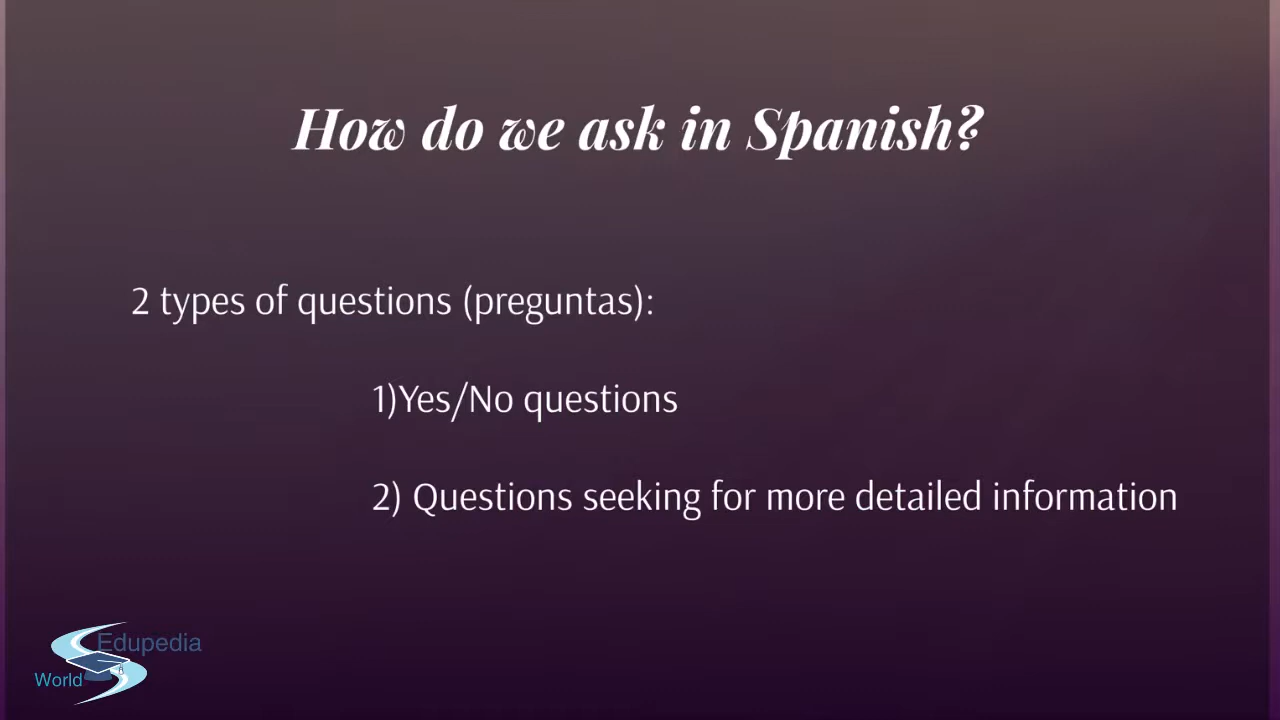 How do we ask in Spanish?
2 types of questions (preguntas):
1)Yes/No questions
2) Questions seeking for more detailed information
Edupedia
World